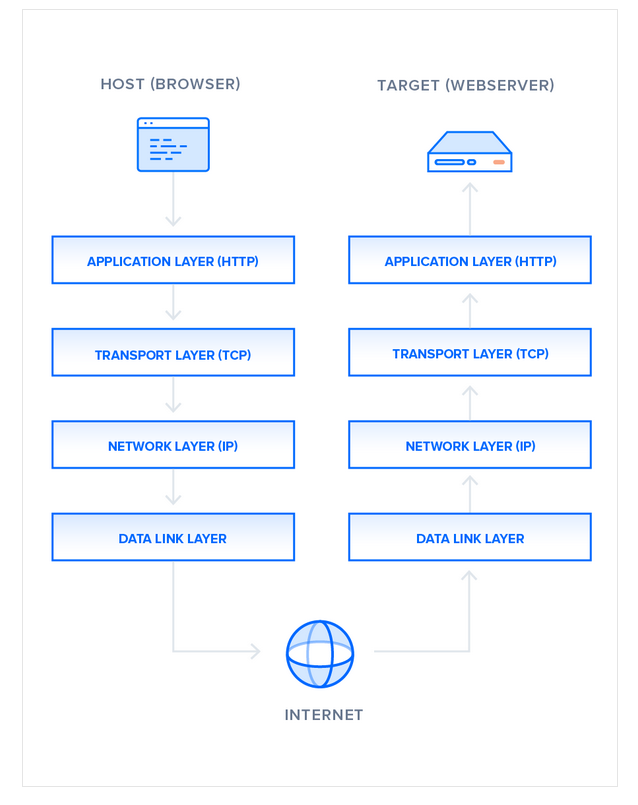 HOST (BROWSER)
TARGET (WEBSERVER)
APPLICATION LAYER (HTTP)
APPLICATION LAYER (HTTP)
TRANSPORT LAYER (TCP)
TRANSPORT LAYER (TCP)
NETWORK LAYER (IP)
NETWORK LAYER (IP)
DATA LINK LAYER
DATA LINK LAYER
INTERNET